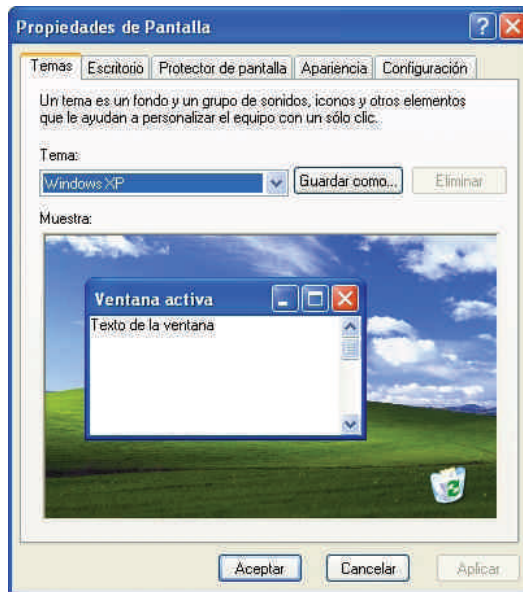 Propiedades de Pantalla
Temas Escritorio Protector de pantalla Apariencia Configuración
Un tema es un fondo y un grupo de sonidos, iconos y otros elementos
que le ayudan a personalizar el equipo con un sólo clic.
Tema:
Windows XP Guardar como... Eliminar
Muestra:
Ventana activa
Texto de la ventana
Aceptar Cancelar Aplicar